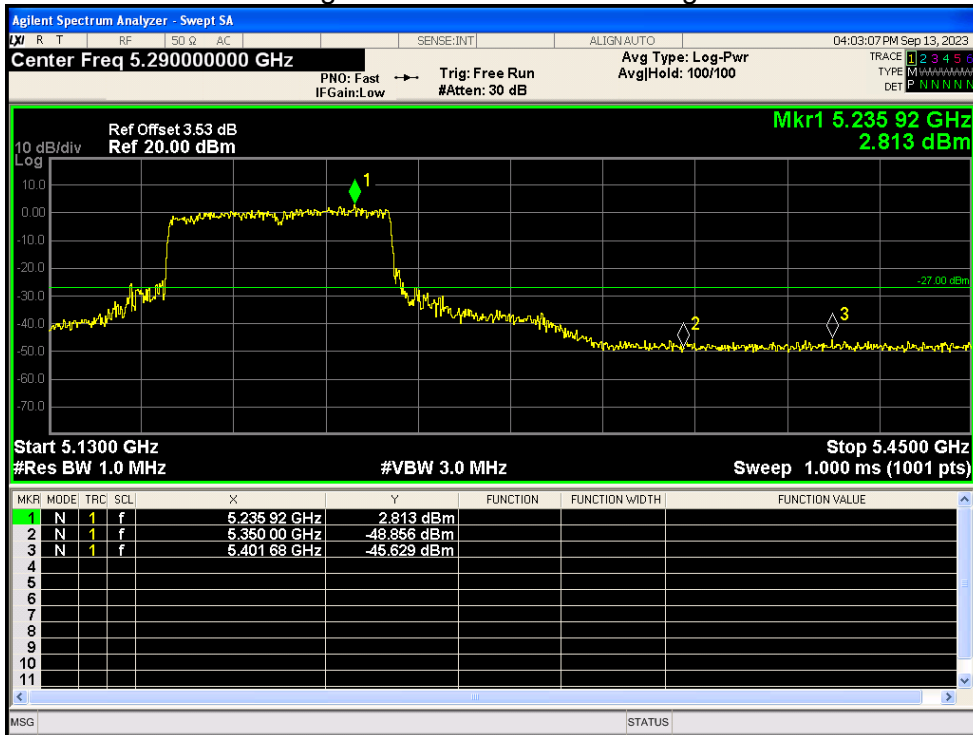 Agilent Spectrum Analyzer - Swept SA
LXI R T RF 50 Ω AC SENSE:INT ALIGN AUTO 04:03:07 PM Sep 13, 2023
Center Freq 5.290000000 GHz
PNO: Fast
IFGain:Low
Trig: Free Run
#Atten: 30 dB
Avg Type: Log-Pwr
Avg|Hold: 100/100
TRACE 1 2 3 4 5 6
TYPE M
DET P N N N N N
Mkr1 5.235 92 GHz
2.813 dBm
Ref Offset 3.53 dB
10 dB/div Ref 20.00 dBm
Log
10.0
0.00
-10.0
-20.0
-30.0
-40.0
-50.0
-60.0
-70.0
1
2
3
-27.00 dBm
Start 5.1300 GHz Stop 5.4500 GHz
#Res BW 1.0 MHz #VBW 3.0 MHz Sweep 1.000 ms (1001 pts)
MKR MODE TRC SCL X Y FUNCTION FUNCTION WIDTH FUNCTION VALUE
1 N 1 f 5.235 92 GHz 2.813 dBm
2 N 1 f 5.350 00 GHz -48.856 dBm
3 N 1 f 5.401 68 GHz -45.629 dBm
4
5
6
7
8
9
10
11
MSG STATUS